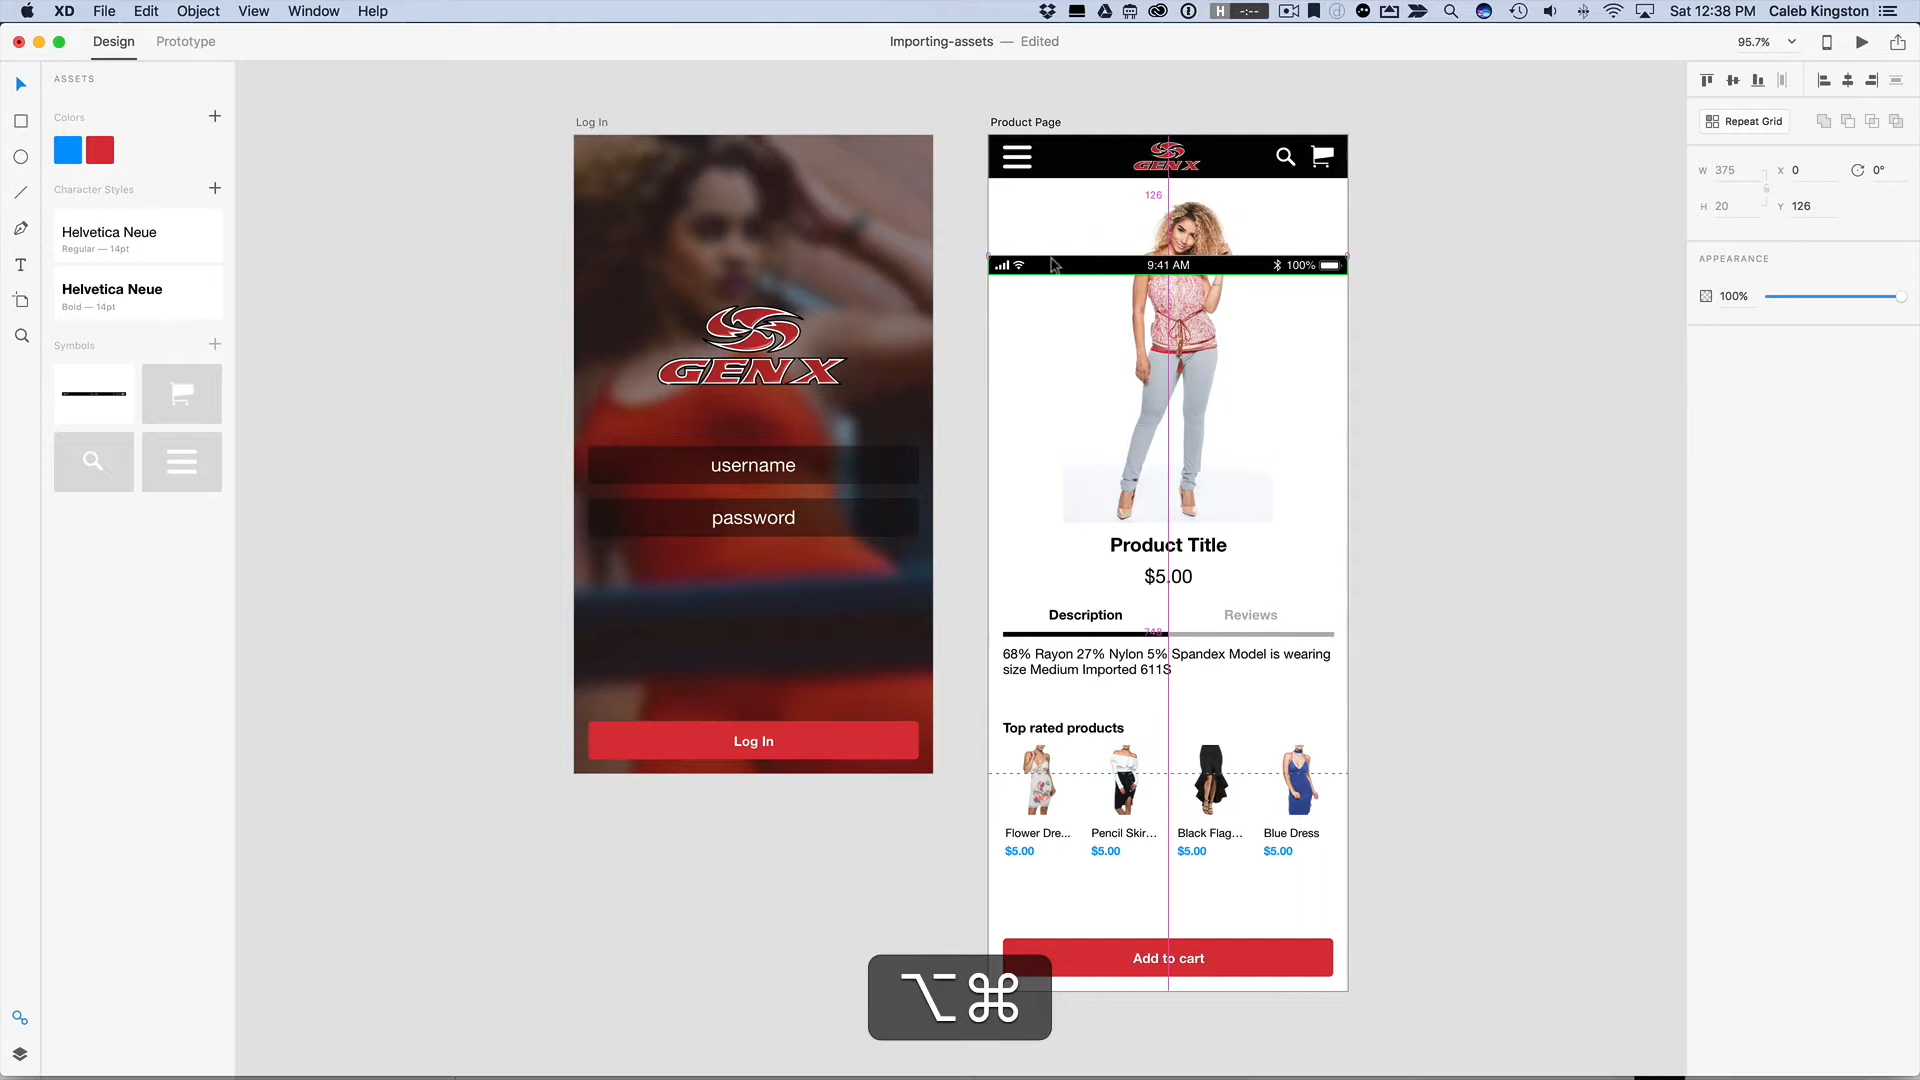 XD File Edit Object View Window Help
H -:-- Sat 12:38 PM Caleb Kingston
Design Prototype
Importing-assets — Edited
95.7%
ASSETS
Colors
Character Styles
Helvetica Neue
Regular — 14pt
Helvetica Neue
Bold — 14pt
Symbols
Log In
GENX
username
password
Log In
Product Page
GENX
126
9:41 AM 100%
Product Title
$5.00
Description Reviews
748
68% Rayon 27% Nylon 5% Spandex Model is wearing
size Medium Imported 611S
Top rated products
Flower Dre... Pencil Skir... Black Flag... Blue Dress
$5.00 $5.00 $5.00 $5.00
Add to cart
⌥⌘
Repeat Grid
W 375 X 0 0°
H 20 Y 126
APPEARANCE
100%